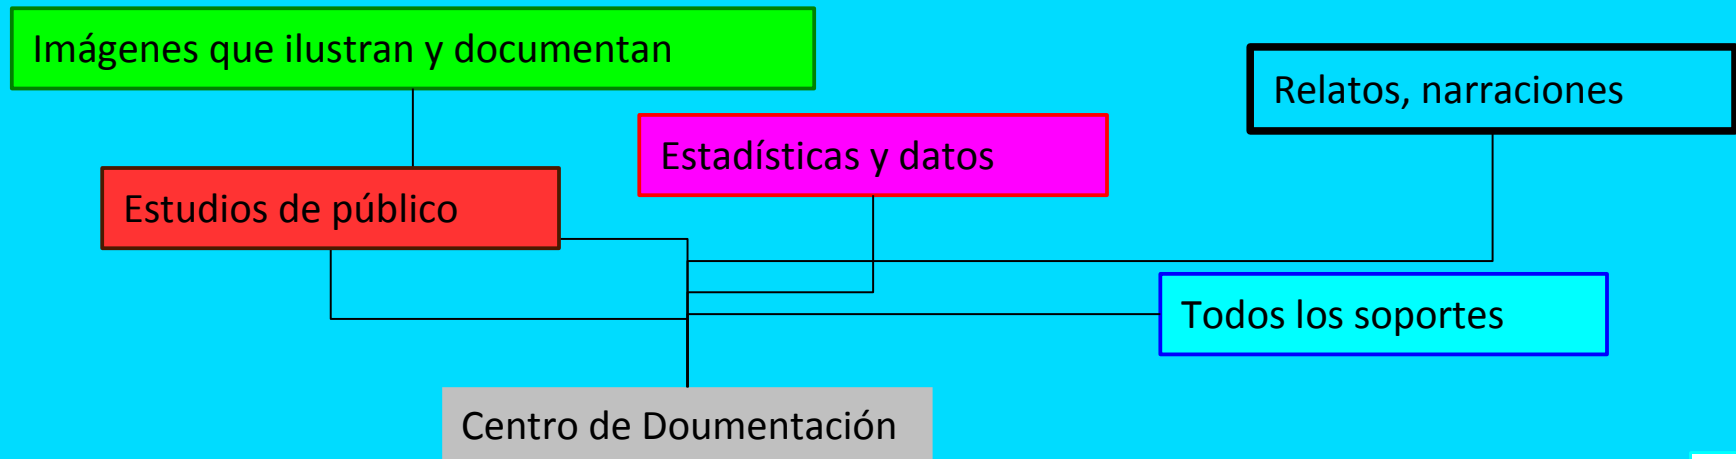 Imágenes que ilustran y documentan
Relatos, narraciones
Estadísticas y datos
Estudios de público
Todos los soportes
Centro de Doumentación